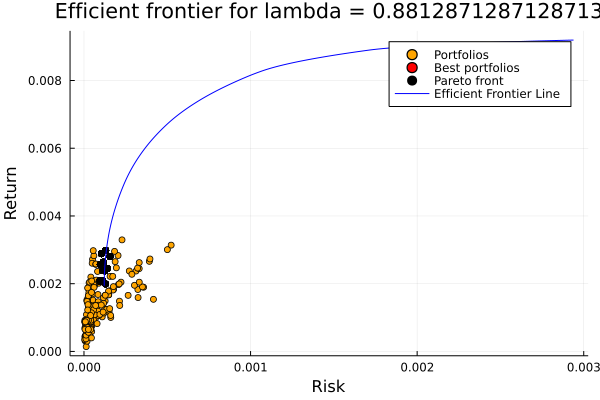 Efficient frontier for lambda = 0.8812871287128713
Portfolios
Best portfolios
Pareto front
Efficient Frontier Line
Return
0.008
0.006
0.004
0.002
0.000
0.000
0.001
0.002
0.003
Risk